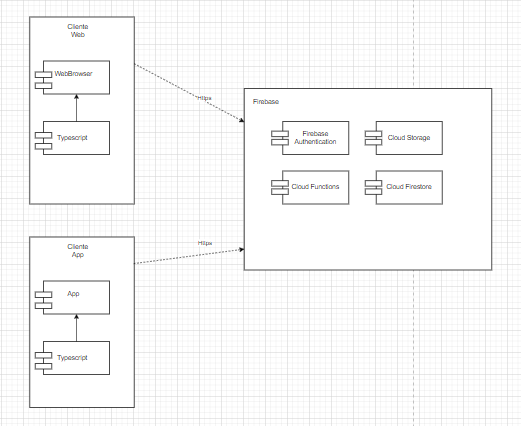 Cliente
Web
WebBrowser
Typescript
Https
Firebase
Firebase
Authentication
Cloud Storage
Cloud Functions
Cloud Firestore
Cliente
App
App
Typescript
Https